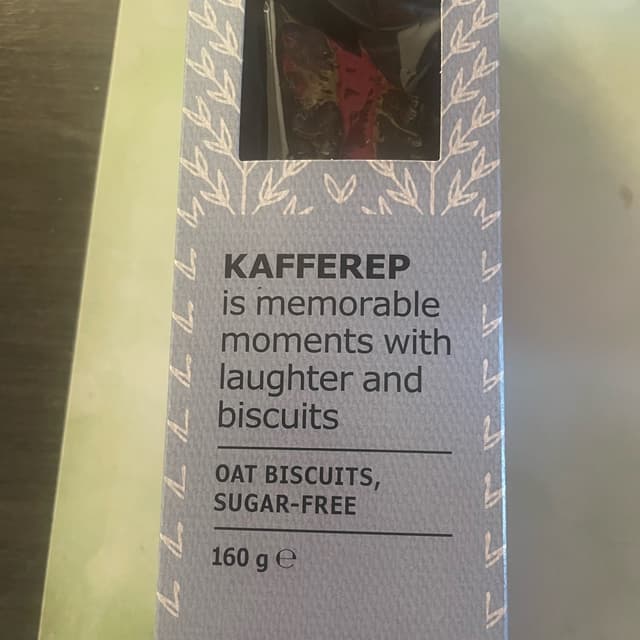 KAFFEREP
is memorable
moments with
laughter and
biscuits
OAT BISCUITS,
SUGAR-FREE
160 g ℮